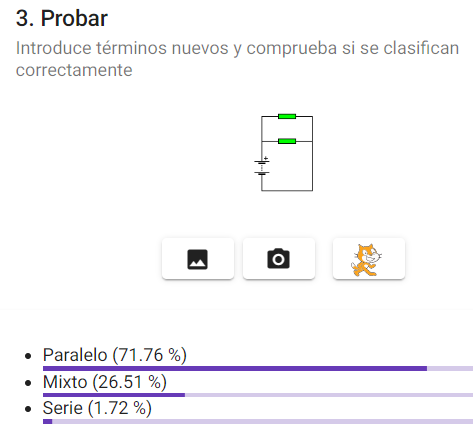 3. Probar
Introduce términos nuevos y comprueba si se clasifican
correctamente
+
Paralelo (71.76 %)
Mixto (26.51 %)
Serie (1.72 %)